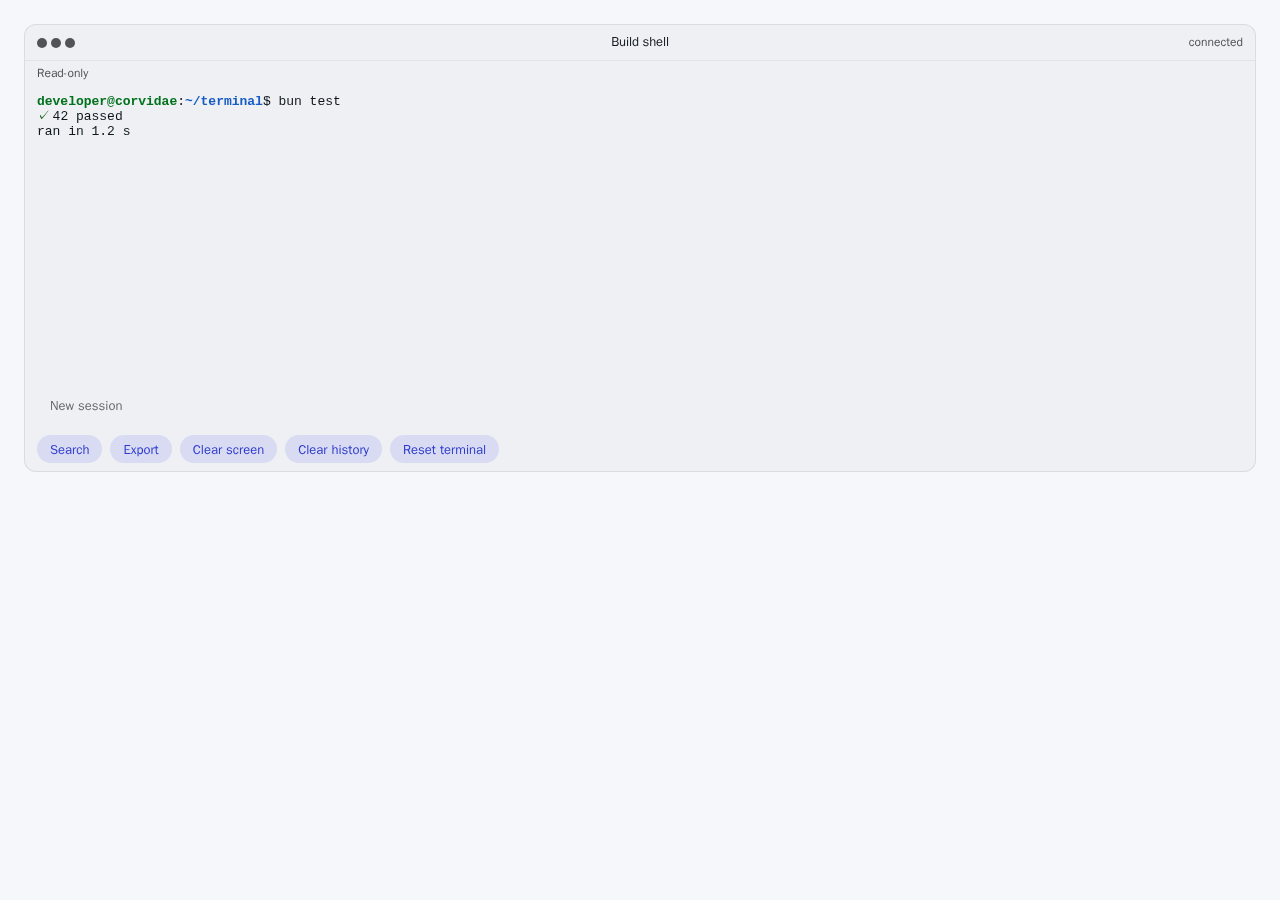 Build shell
connected
Read-only
developer@corvidae:~/terminal$ bun test
✓ 42 passed
ran in 1.2 s
New session
Search
Export
Clear screen
Clear history
Reset terminal